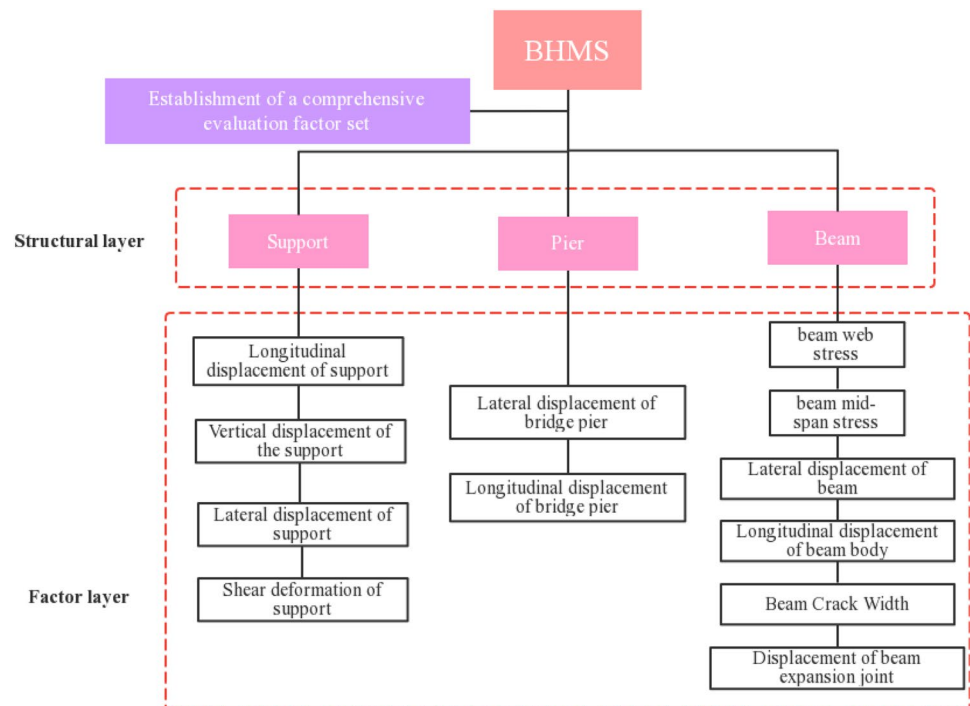 BHMS
Establishment of a comprehensive
evaluation factor set
Structural layer
Support
Pier
Beam
Factor layer
Longitudinal
displacement of support
Vertical displacement of
the support
Lateral displacement of
support
Shear deformation of
support
Lateral displacement of
bridge pier
Longitudinal displacement
of bridge pier
beam web
stress
beam mid-
span stress
Lateral displacement of
beam
Longitudinal displacement
of beam body
Beam Crack Width
Displacement of beam
expansion joint